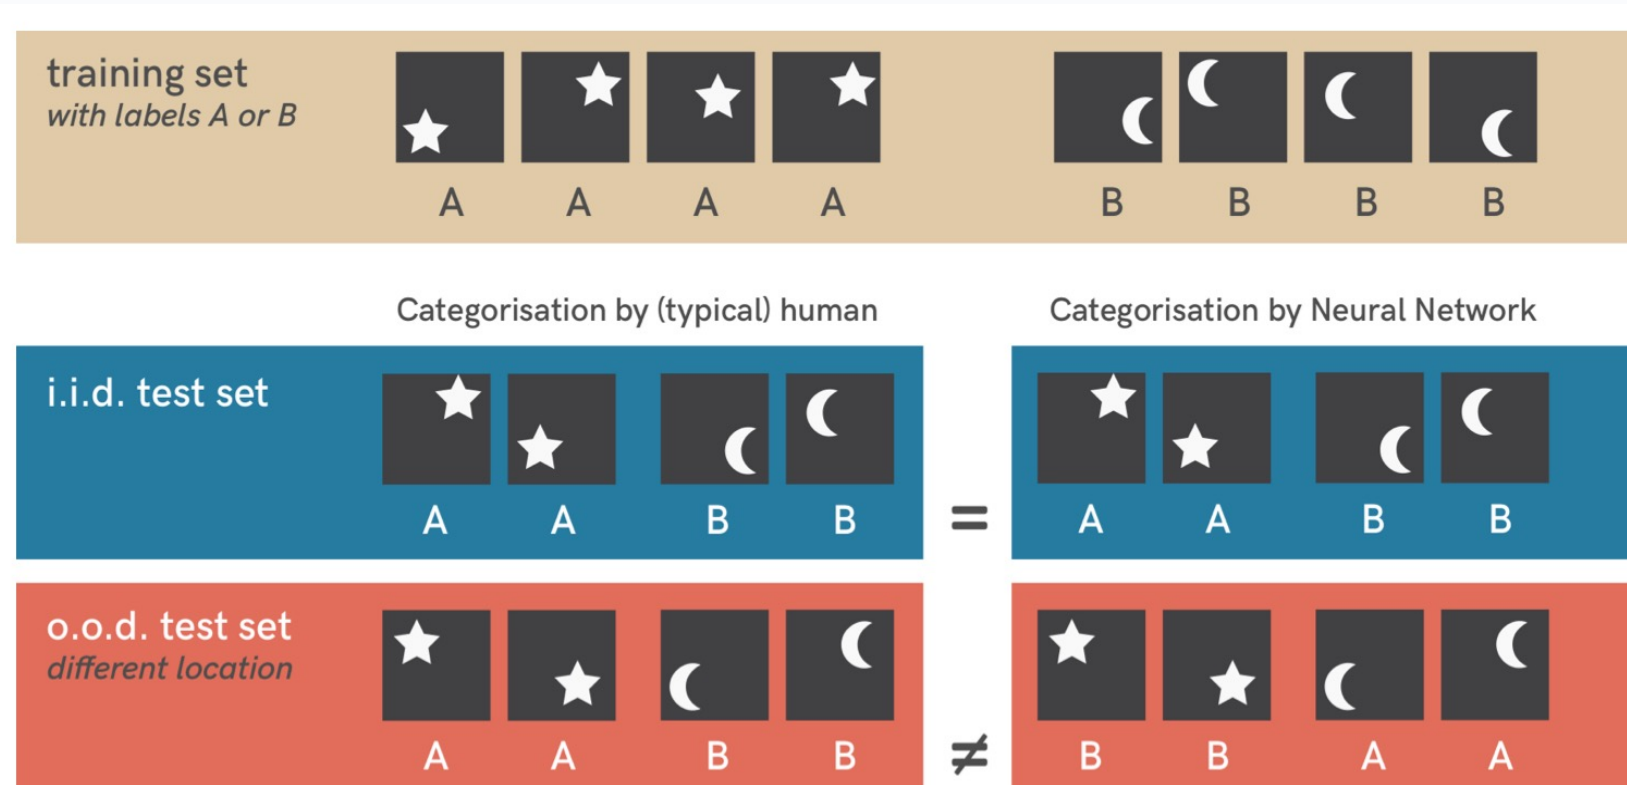 training set
with labels A or B
A A A A B B B B
Categorisation by (typical) human
Categorisation by Neural Network
i.i.d. test set
A A B B = A A B B
o.o.d. test set
different location
A A B B ≠ B B A A